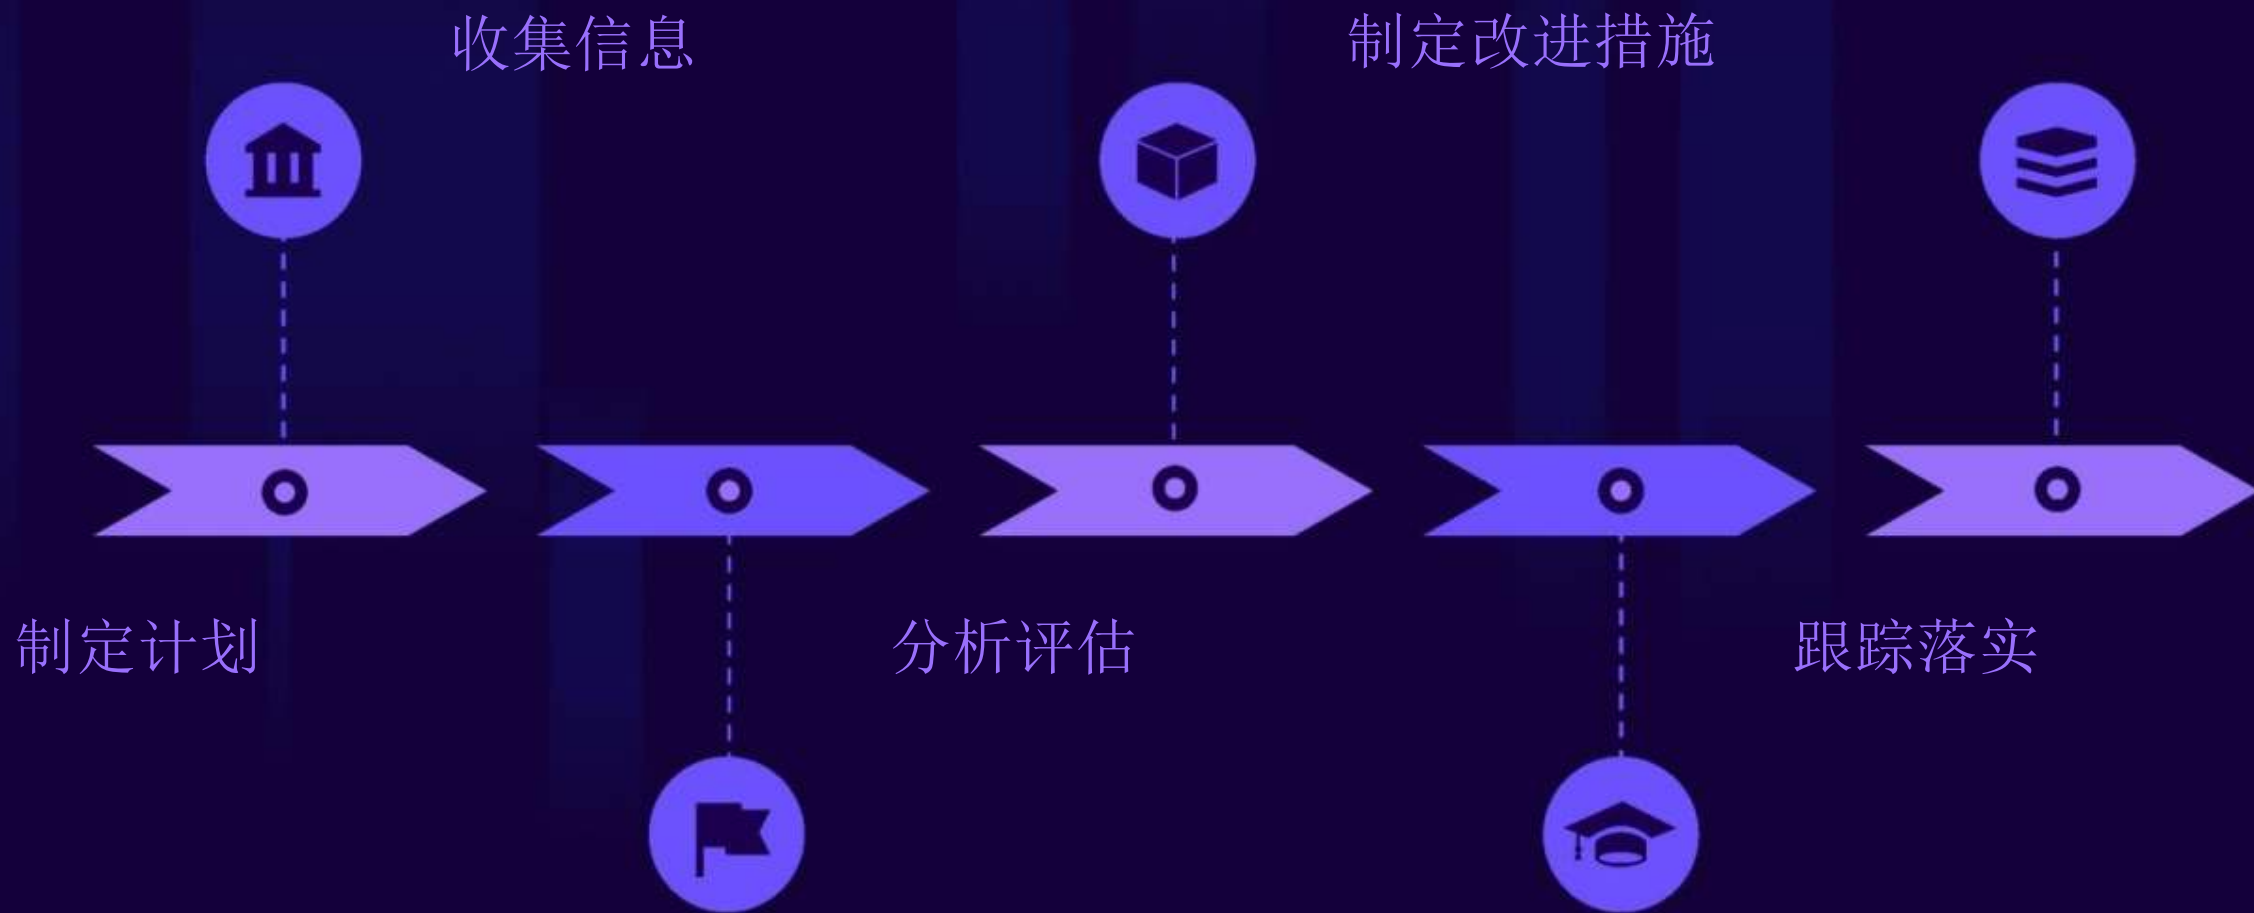 制定计划
收集信息
分析评估
制定改进措施
跟踪落实